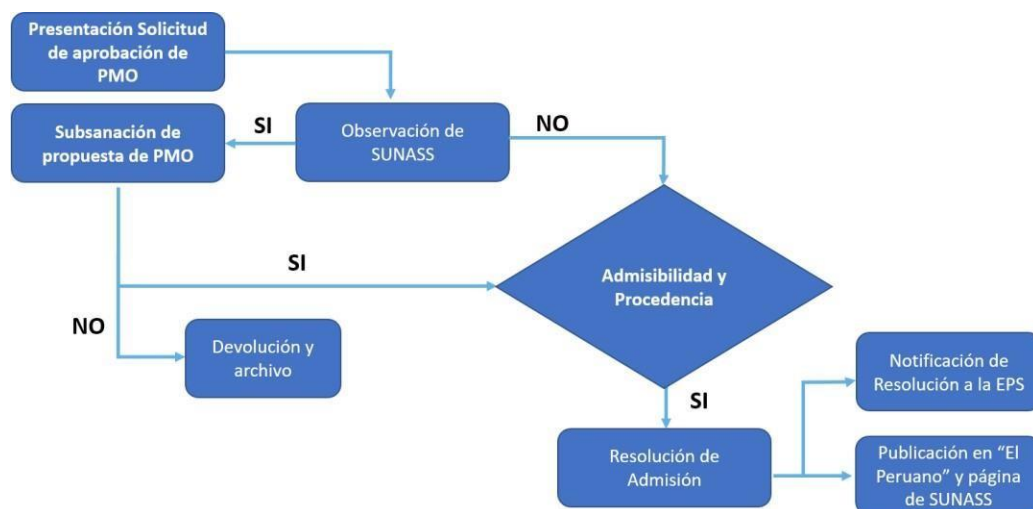 Presentación Solicitud
de aprobación de
PMO
Subsanación de
propuesta de PMO
SI
Observación de
SUNASS
NO
Admisibilidad y
Procedencia
SI
NO
Devolución y
archivo
SI
Resolución de
Admisión
Notificación de
Resolución a la EPS
Publicación en “El
Peruano” y página
de SUNASS